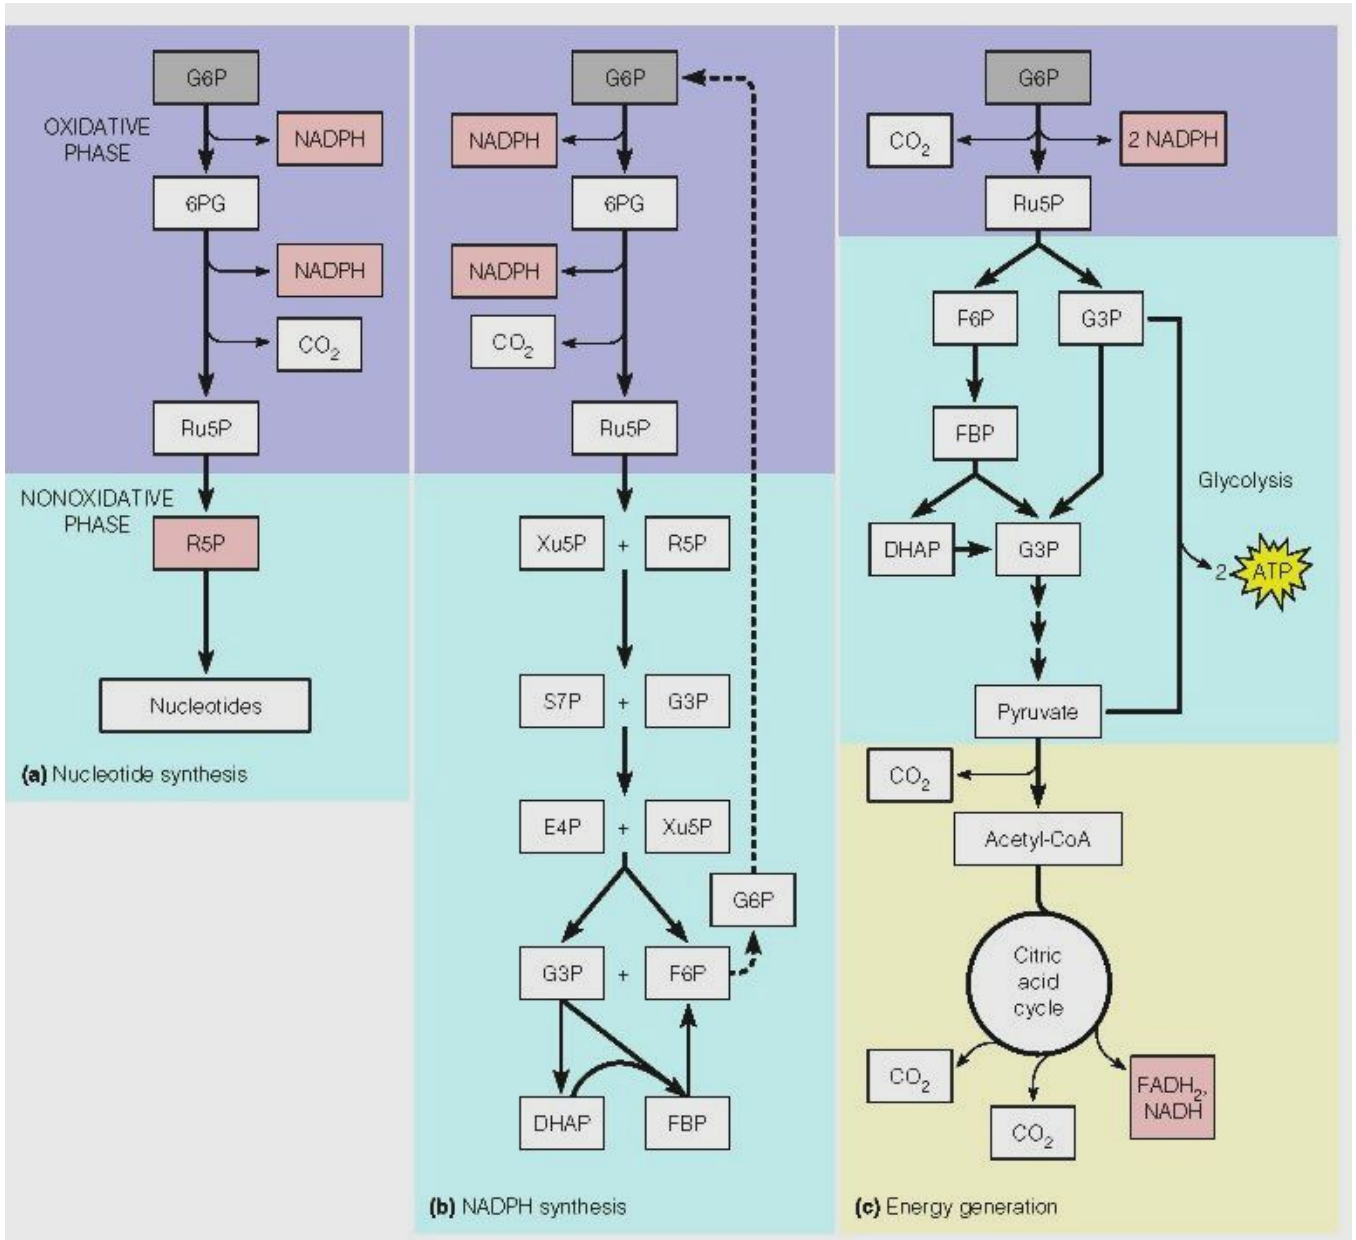 G6P
OXIDATIVE
PHASE
NADPH
6PG
NADPH
CO₂
Ru5P
NONOXIDATIVE
PHASE
R5P
Nucleotides
(a) Nucleotide synthesis
G6P
NADPH
6PG
NADPH
CO₂
Ru5P
Xu5P + R5P
S7P + G3P
E4P + Xu5P
G6P
G3P + F6P
DHAP FBP
(b) NADPH synthesis
G6P
CO₂ 2 NADPH
Ru5P
F6P G3P
FBP
Glycolysis
DHAP G3P
2 ATP
Pyruvate
CO₂
Acetyl-CoA
Citric
acid
cycle
CO₂
FADH₂,
NADH
CO₂
(c) Energy generation